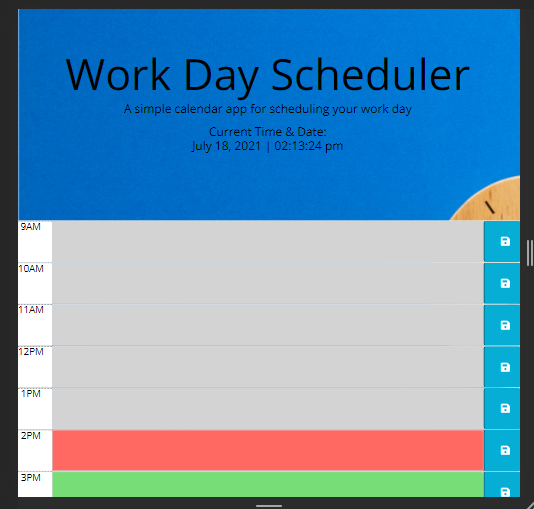 Work Day Scheduler
A simple calendar app for scheduling your work day
Current Time & Date:
July 18, 2021 | 02:13:24 pm
9AM
10AM
11AM
12PM
1PM
2PM
3PM